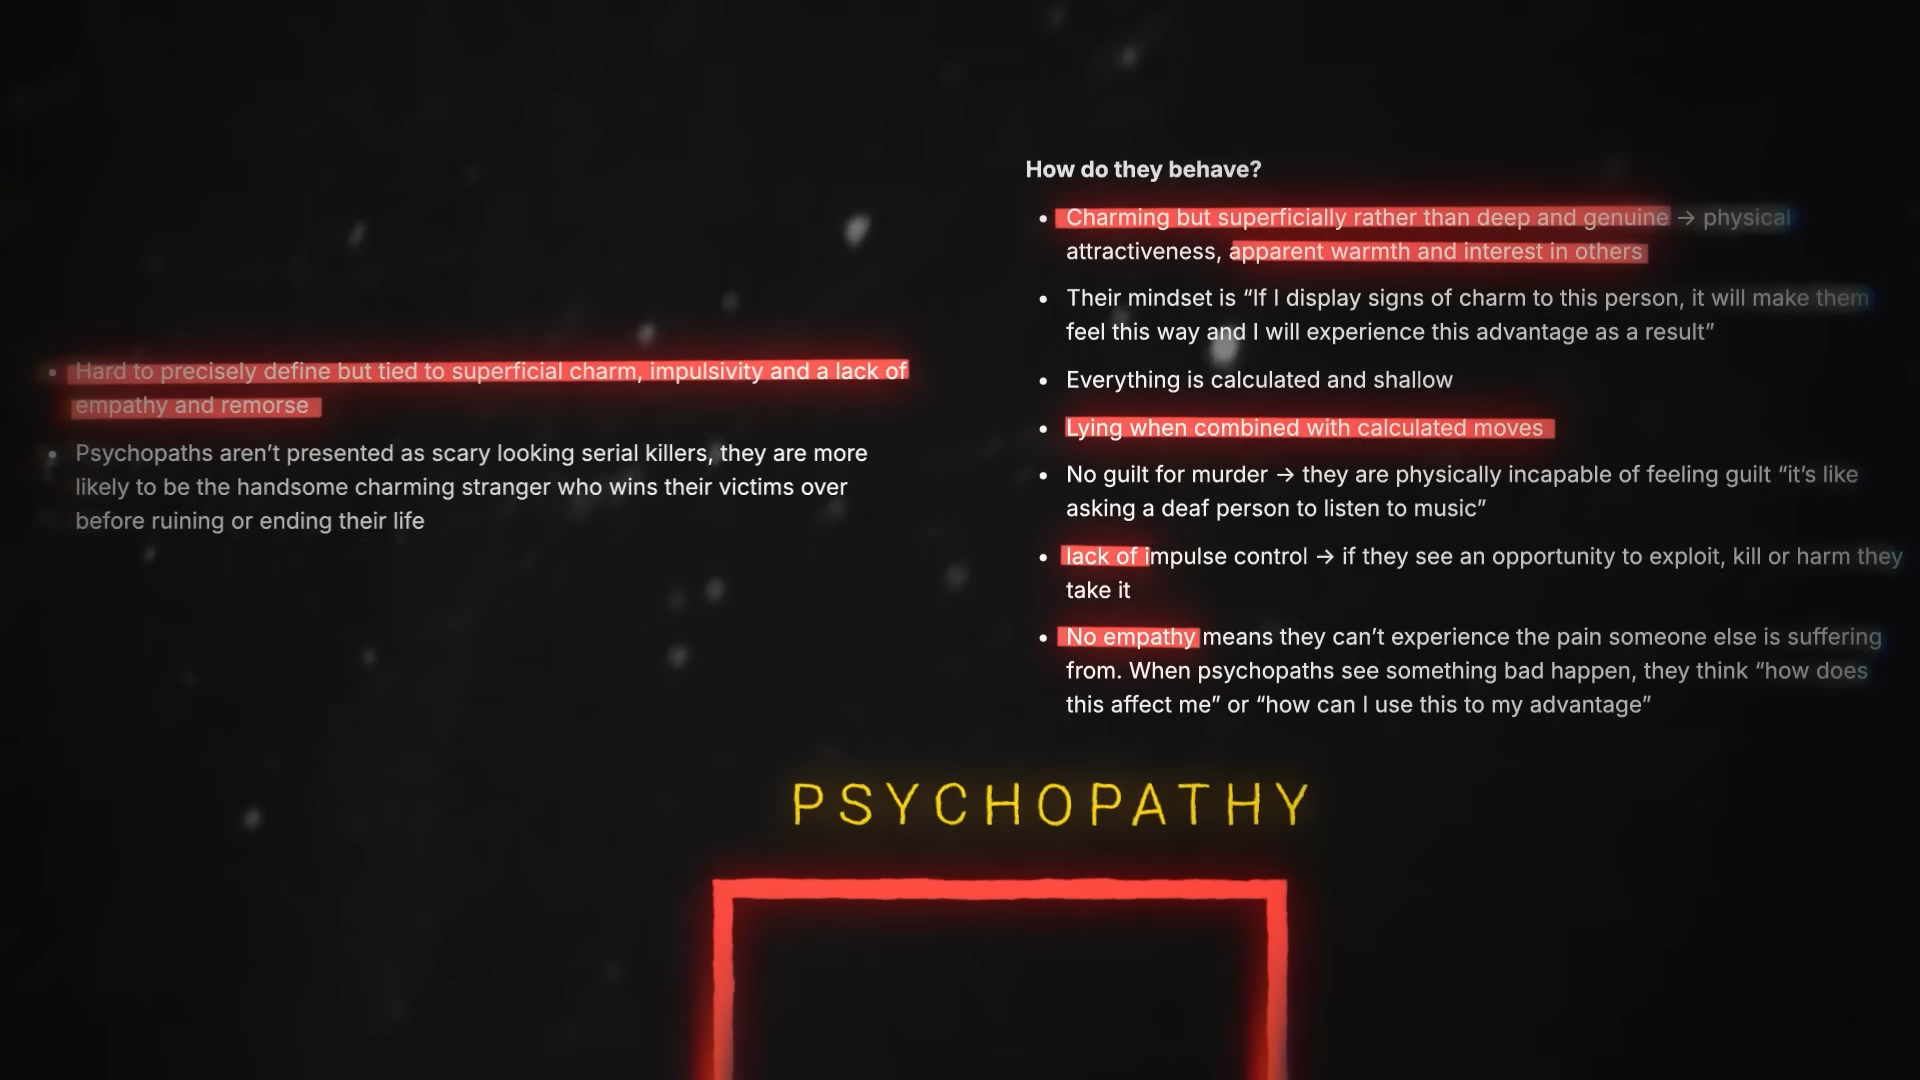 Hard to precisely define but tied to superficial charm, impulsivity and a lack of
empathy and remorse
Psychopaths aren’t presented as scary looking serial killers, they are more
likely to be the handsome charming stranger who wins their victims over
before ruining or ending their life
How do they behave?
Charming but superficially rather than deep and genuine → physical
attractiveness, apparent warmth and interest in others
Their mindset is “If I display signs of charm to this person, it will make them
feel this way and I will experience this advantage as a result”
Everything is calculated and shallow
Lying when combined with calculated moves
No guilt for murder → they are physically incapable of feeling guilt “it’s like
asking a deaf person to listen to music”
lack of impulse control → if they see an opportunity to exploit, kill or harm they
take it
No empathy means they can’t experience the pain someone else is suffering
from. When psychopaths see something bad happen, they think “how does
this affect me” or “how can I use this to my advantage”
PSYCHOPATHY